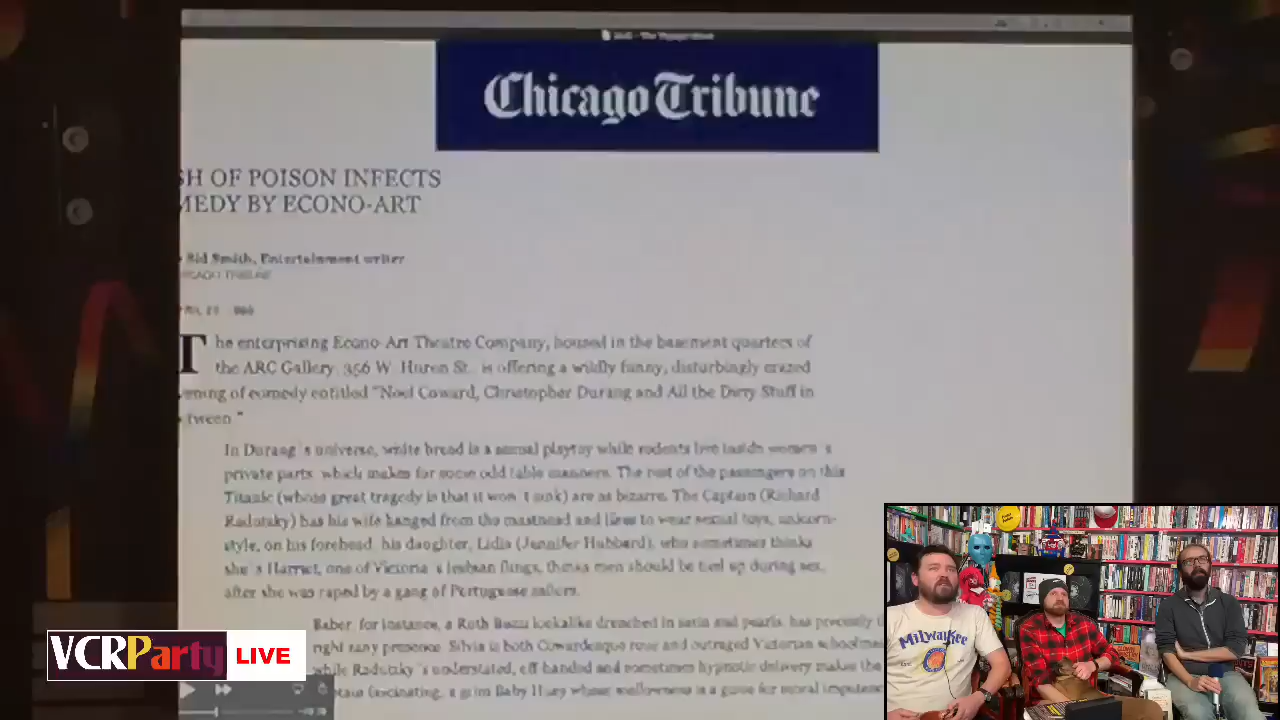 Chicago Tribune
SH OF POISON INFECTS
MEDY BY ECONO-ART
Sid Smith, Entertainment writer
The enterprising Econo-Art Theatre Company, housed in the basement quarters of
the ARC Gallery, 356 W. Huron St., is offering a wildly funny, disturbingly crazed
evening of comedy entitled "Noel Coward, Christopher Durang and All the Dirty Stuff in
tween."
In Durang's universe, white bread is a sexual playtoy while rodents live inside women's
private parts, which makes for some odd table manners. The rest of the passengers on this
Titanic (whose great tragedy is that it won't sink) are as bizarre. The Captain (Richard
Radutzky) has his wife hanged from the masthead and likes to wear sexual toys, unicorn-
style, on his forehead; his daughter, Lidia (Jennifer Hubbard), who sometimes thinks
she's Harriet, one of Victoria's lesbian flings, thinks men should be tied up during sex,
after she was raped by a gang of Portuguese sailors.
Baber, for instance, a Ruth Buzzi lookalike drenched in satin and pearls, has precisely
right zany presence. Silvia is both Cowardesque roue and outraged Victorian
while Radutzky's understated, off-handed and sometimes hypnotic delivery makes the
fascinating, a grim Baby Huey whose mellowness is a guise for moral
VCRParty LIVE
MILWAUKEE